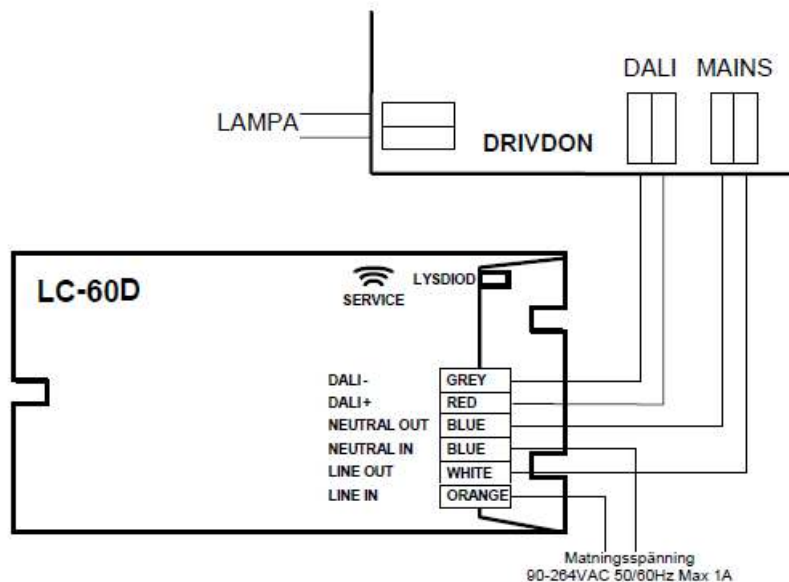 DALI MAINS
LAMPA
DRIVDON
LC-60D
SERVICE
LYSDIOD
DALI- GREY
DALI+ RED
NEUTRAL OUT BLUE
NEUTRAL IN BLUE
LINE OUT WHITE
LINE IN ORANGE
Matningsspänning
90-264VAC 50/60Hz Max 1A